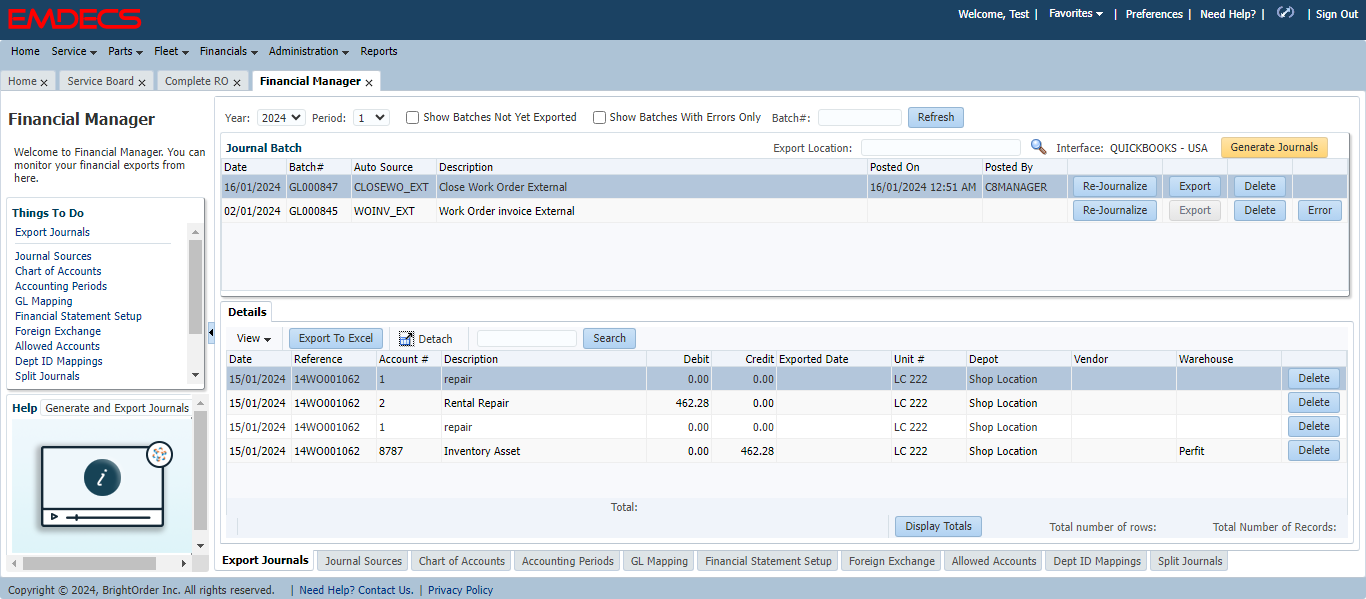 EMDECS
Welcome, Test | Favorites | Preferences | Need Help? | | Sign Out
Home Service Parts Fleet Financials Administration Reports
Home x Service Board x Complete RO x Financial Manager x
Financial Manager
Welcome to Financial Manager. You can
monitor your financial exports from
here.
Things To Do
Export Journals
Journal Sources
Chart of Accounts
Accounting Periods
GL Mapping
Financial Statement Setup
Foreign Exchange
Allowed Accounts
Dept ID Mappings
Split Journals
Help Generate and Export Journals
i
Year: 2024 Period: 1 Show Batches Not Yet Exported Show Batches With Errors Only Batch#: Refresh
Journal Batch Export Location: Interface: QUICKBOOKS - USA Generate Journals
Date Batch# Auto Source Description Posted On Posted By
16/01/2024 GL000847 CLOSEWO_EXT Close Work Order External 16/01/2024 12:51 AM C8MANAGER Re-Journalize Export Delete
02/01/2024 GL000845 WOINV_EXT Work Order invoice External Re-Journalize Export Delete Error
Details
View Export To Excel Detach Search
Date Reference Account # Description Debit Credit Exported Date Unit # Depot Vendor Warehouse
15/01/2024 14WO001062 1 repair 0.00 0.00 LC 222 Shop Location Delete
15/01/2024 14WO001062 2 Rental Repair 462.28 0.00 LC 222 Shop Location Delete
15/01/2024 14WO001062 1 repair 0.00 0.00 LC 222 Shop Location Delete
15/01/2024 14WO001062 8787 Inventory Asset 0.00 462.28 LC 222 Shop Location Perfit Delete
Total:
Display Totals Total number of rows: Total Number of Records:
Export Journals Journal Sources Chart of Accounts Accounting Periods GL Mapping Financial Statement Setup Foreign Exchange Allowed Accounts Dept ID Mappings Split Journals
Copyright © 2024, BrightOrder Inc. All rights reserved. | Need Help? Contact Us. | Privacy Policy